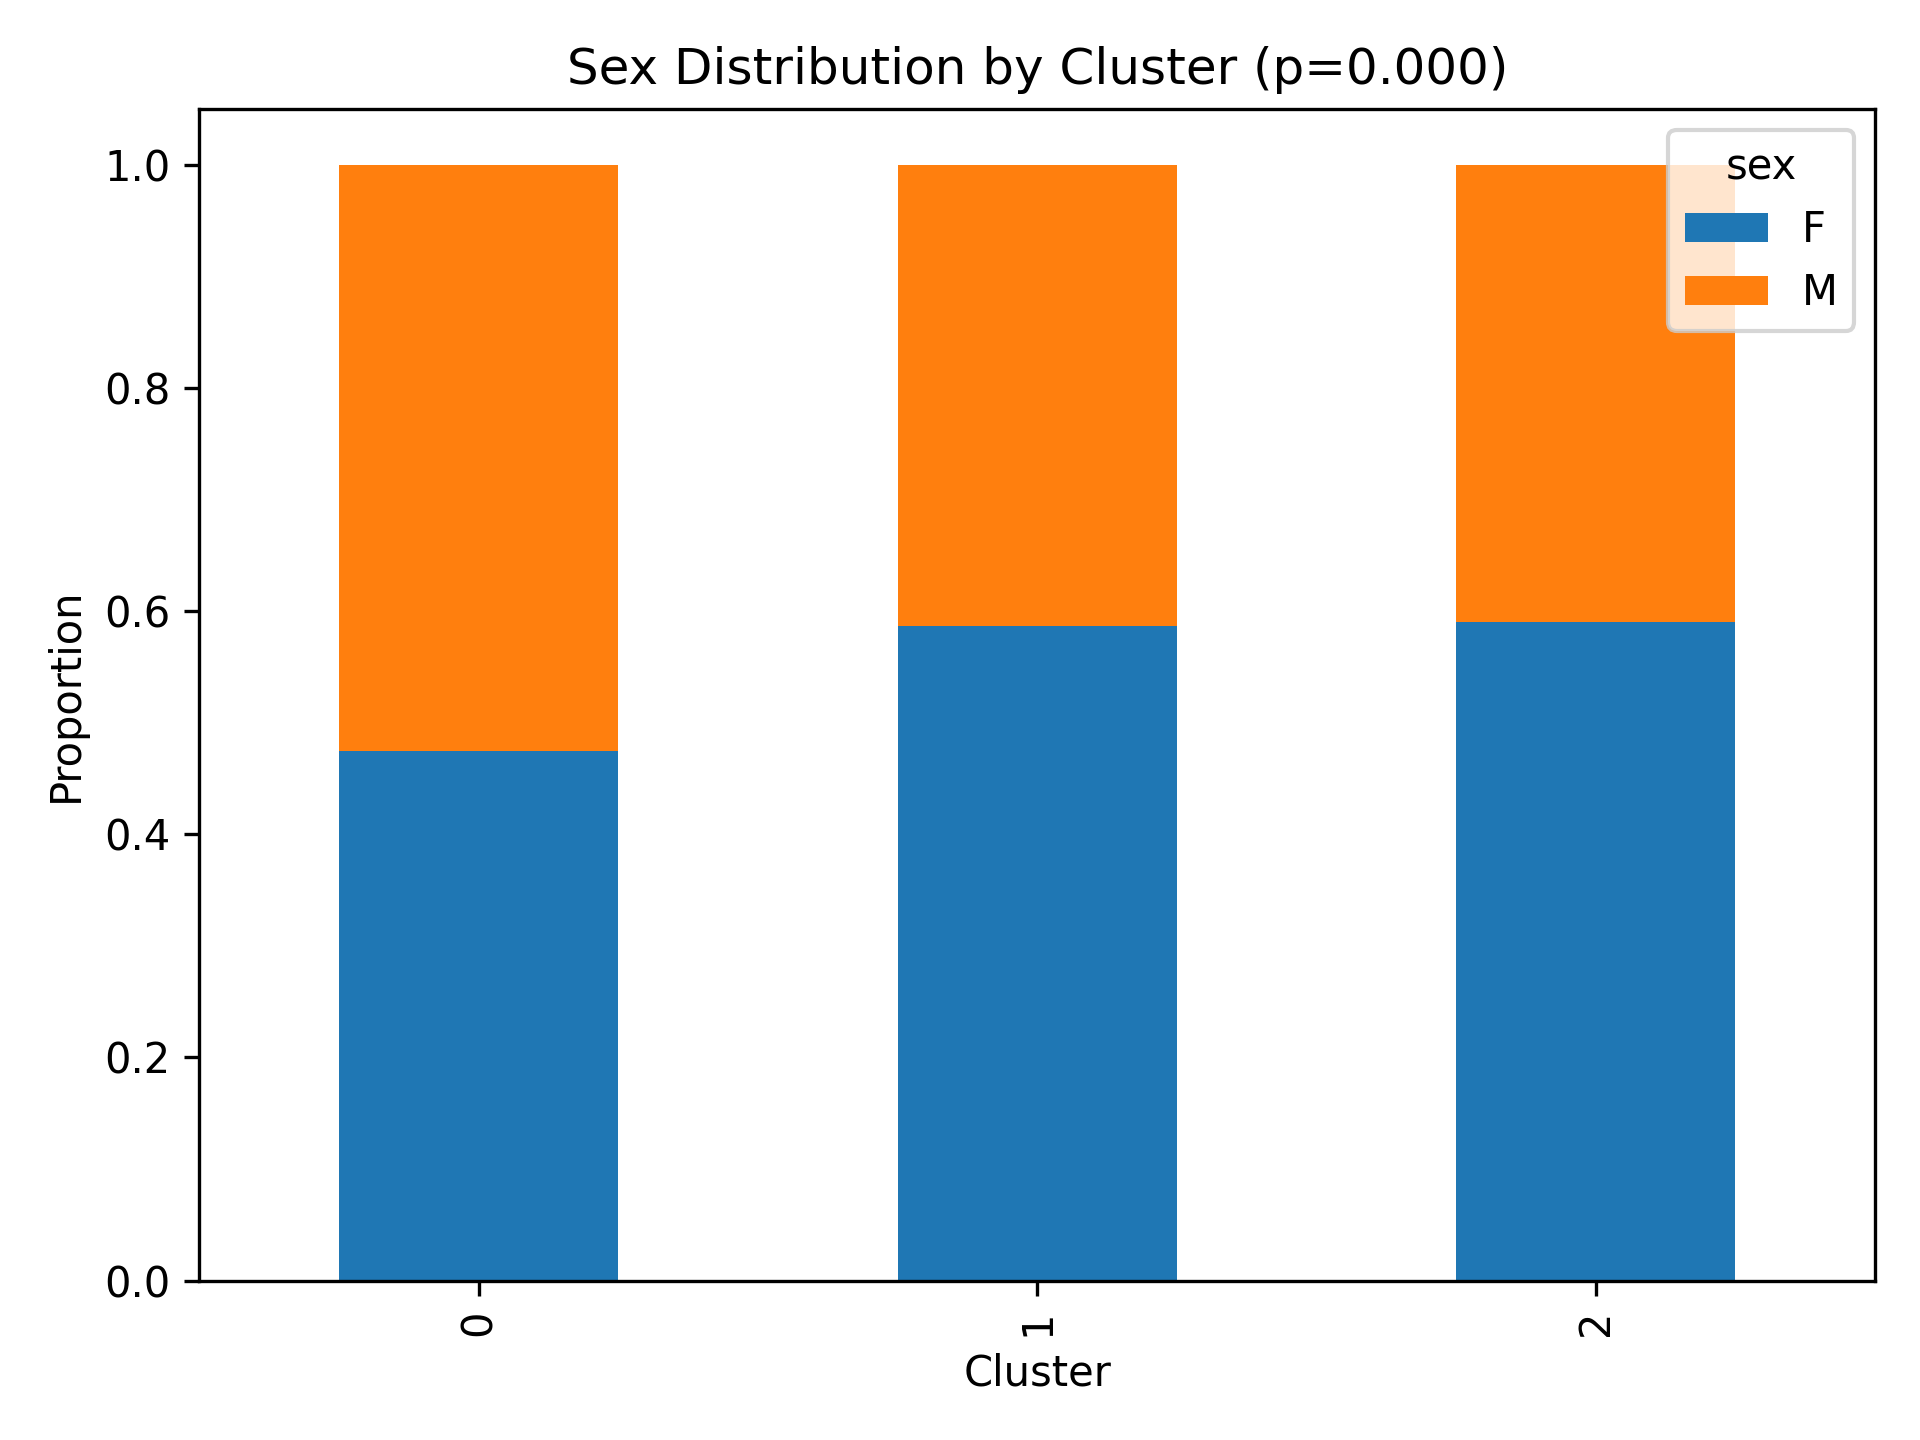 Sex Distribution by Cluster (p=0.000)
sex
F
M
1.0
0.8
0.6
0.4
0.2
0.0
Proportion
0
1
2
Cluster